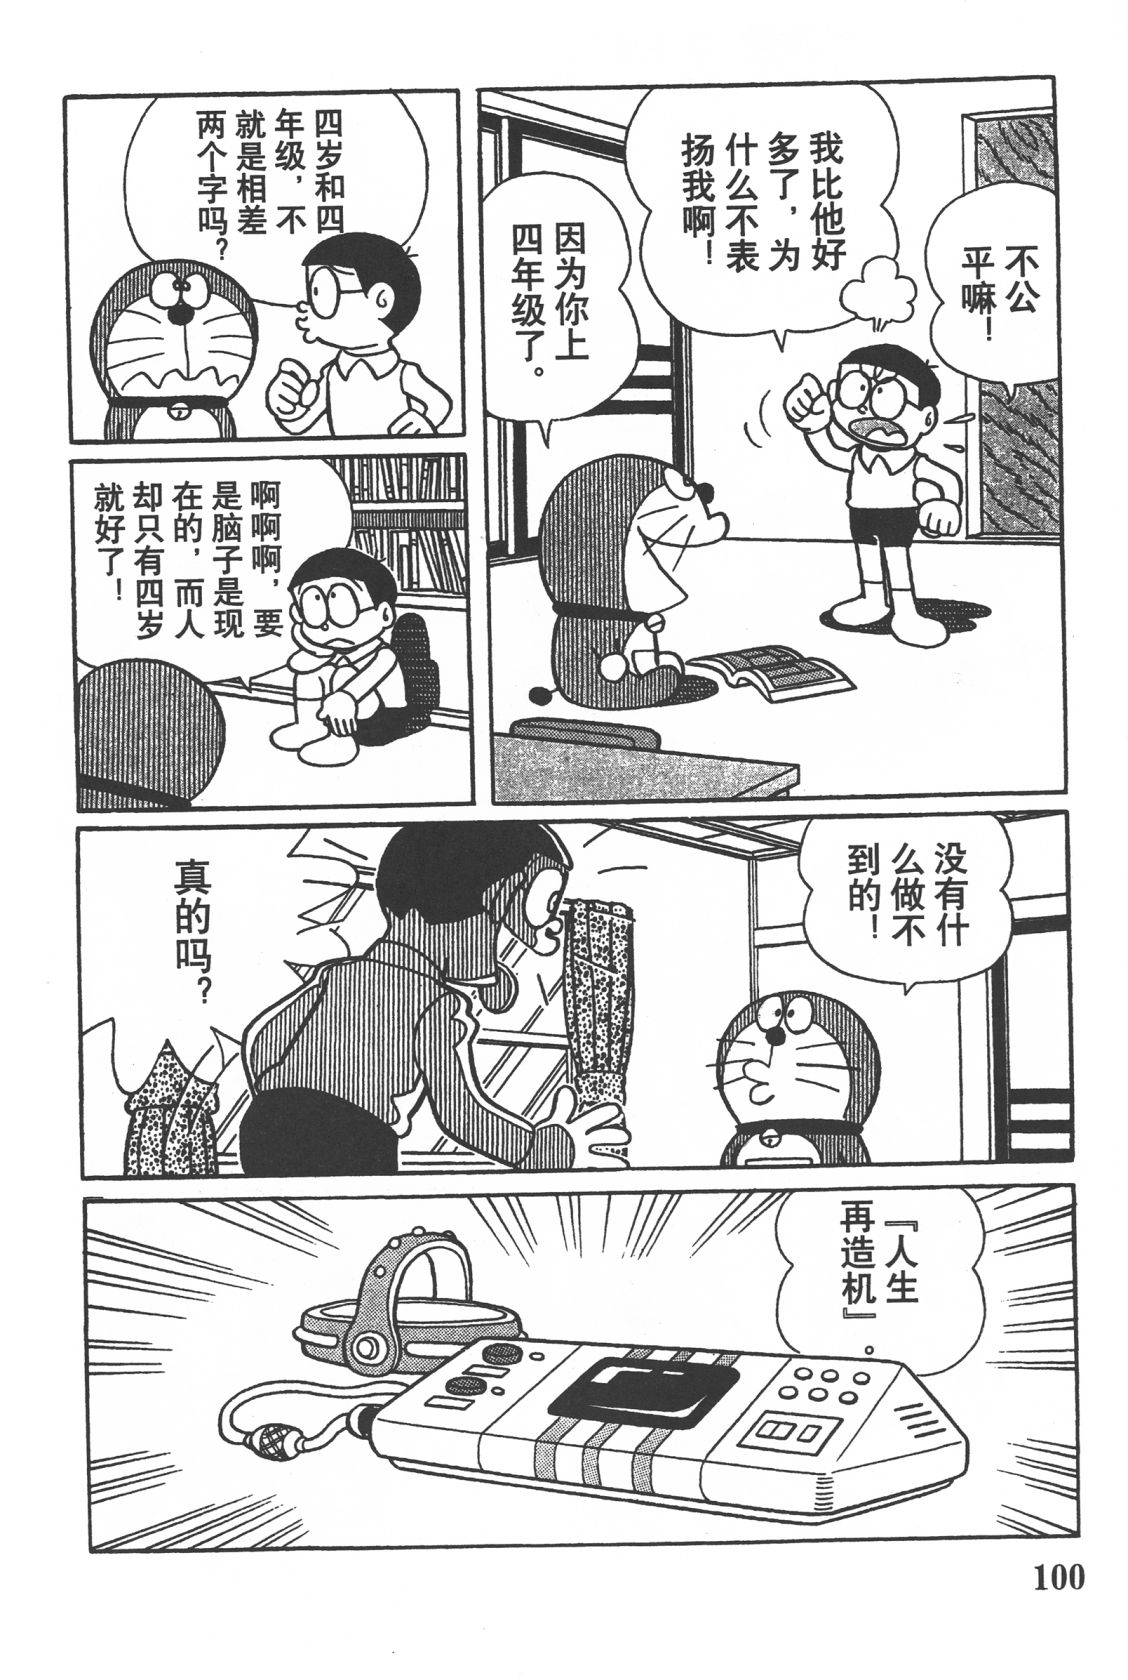 不公
平嘛！
我比他好
多了，为
什么不表
扬我啊！
因为你上
四年级了。
四岁和四
年级，不
就是相差
两个字吗？
啊啊啊，要
是脑子是现
在的，而人
却只有四岁
就好了！
没有什
么做不
到的！
真的吗？
『人生
再造机』。
100